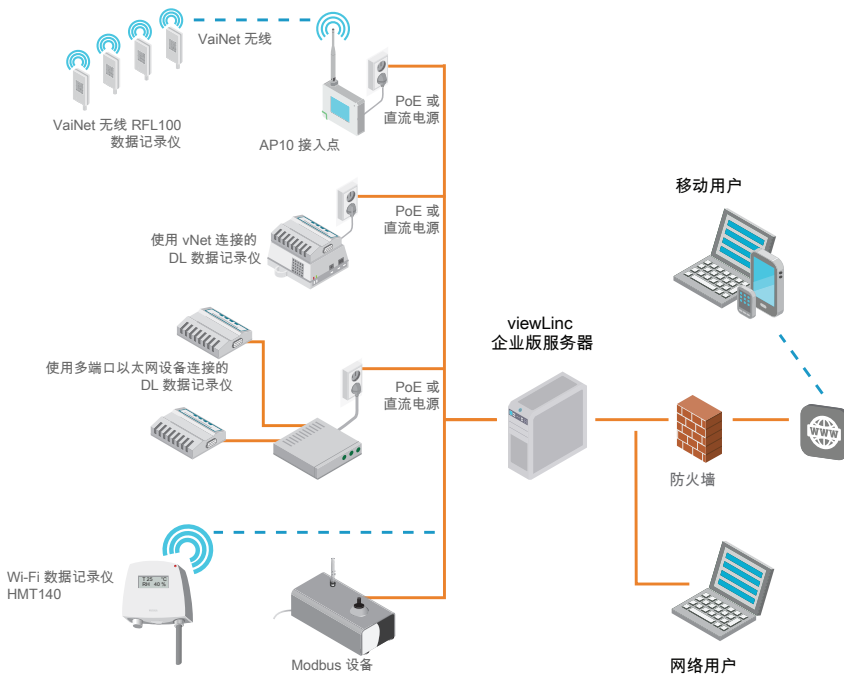 VaiNet 无线
VaiNet 无线 RFL100
数据记录仪
AP10 接入点
PoE 或
直流电源
使用 vNet 连接的
DL 数据记录仪
PoE 或
直流电源
使用多端口以太网设备连接的
DL 数据记录仪
PoE 或
直流电源
Wi-Fi 数据记录仪
HMT140
T 25 °C
RH 40 %
Modbus 设备
viewLinc
企业版服务器
移动用户
防火墙
WWW
网络用户